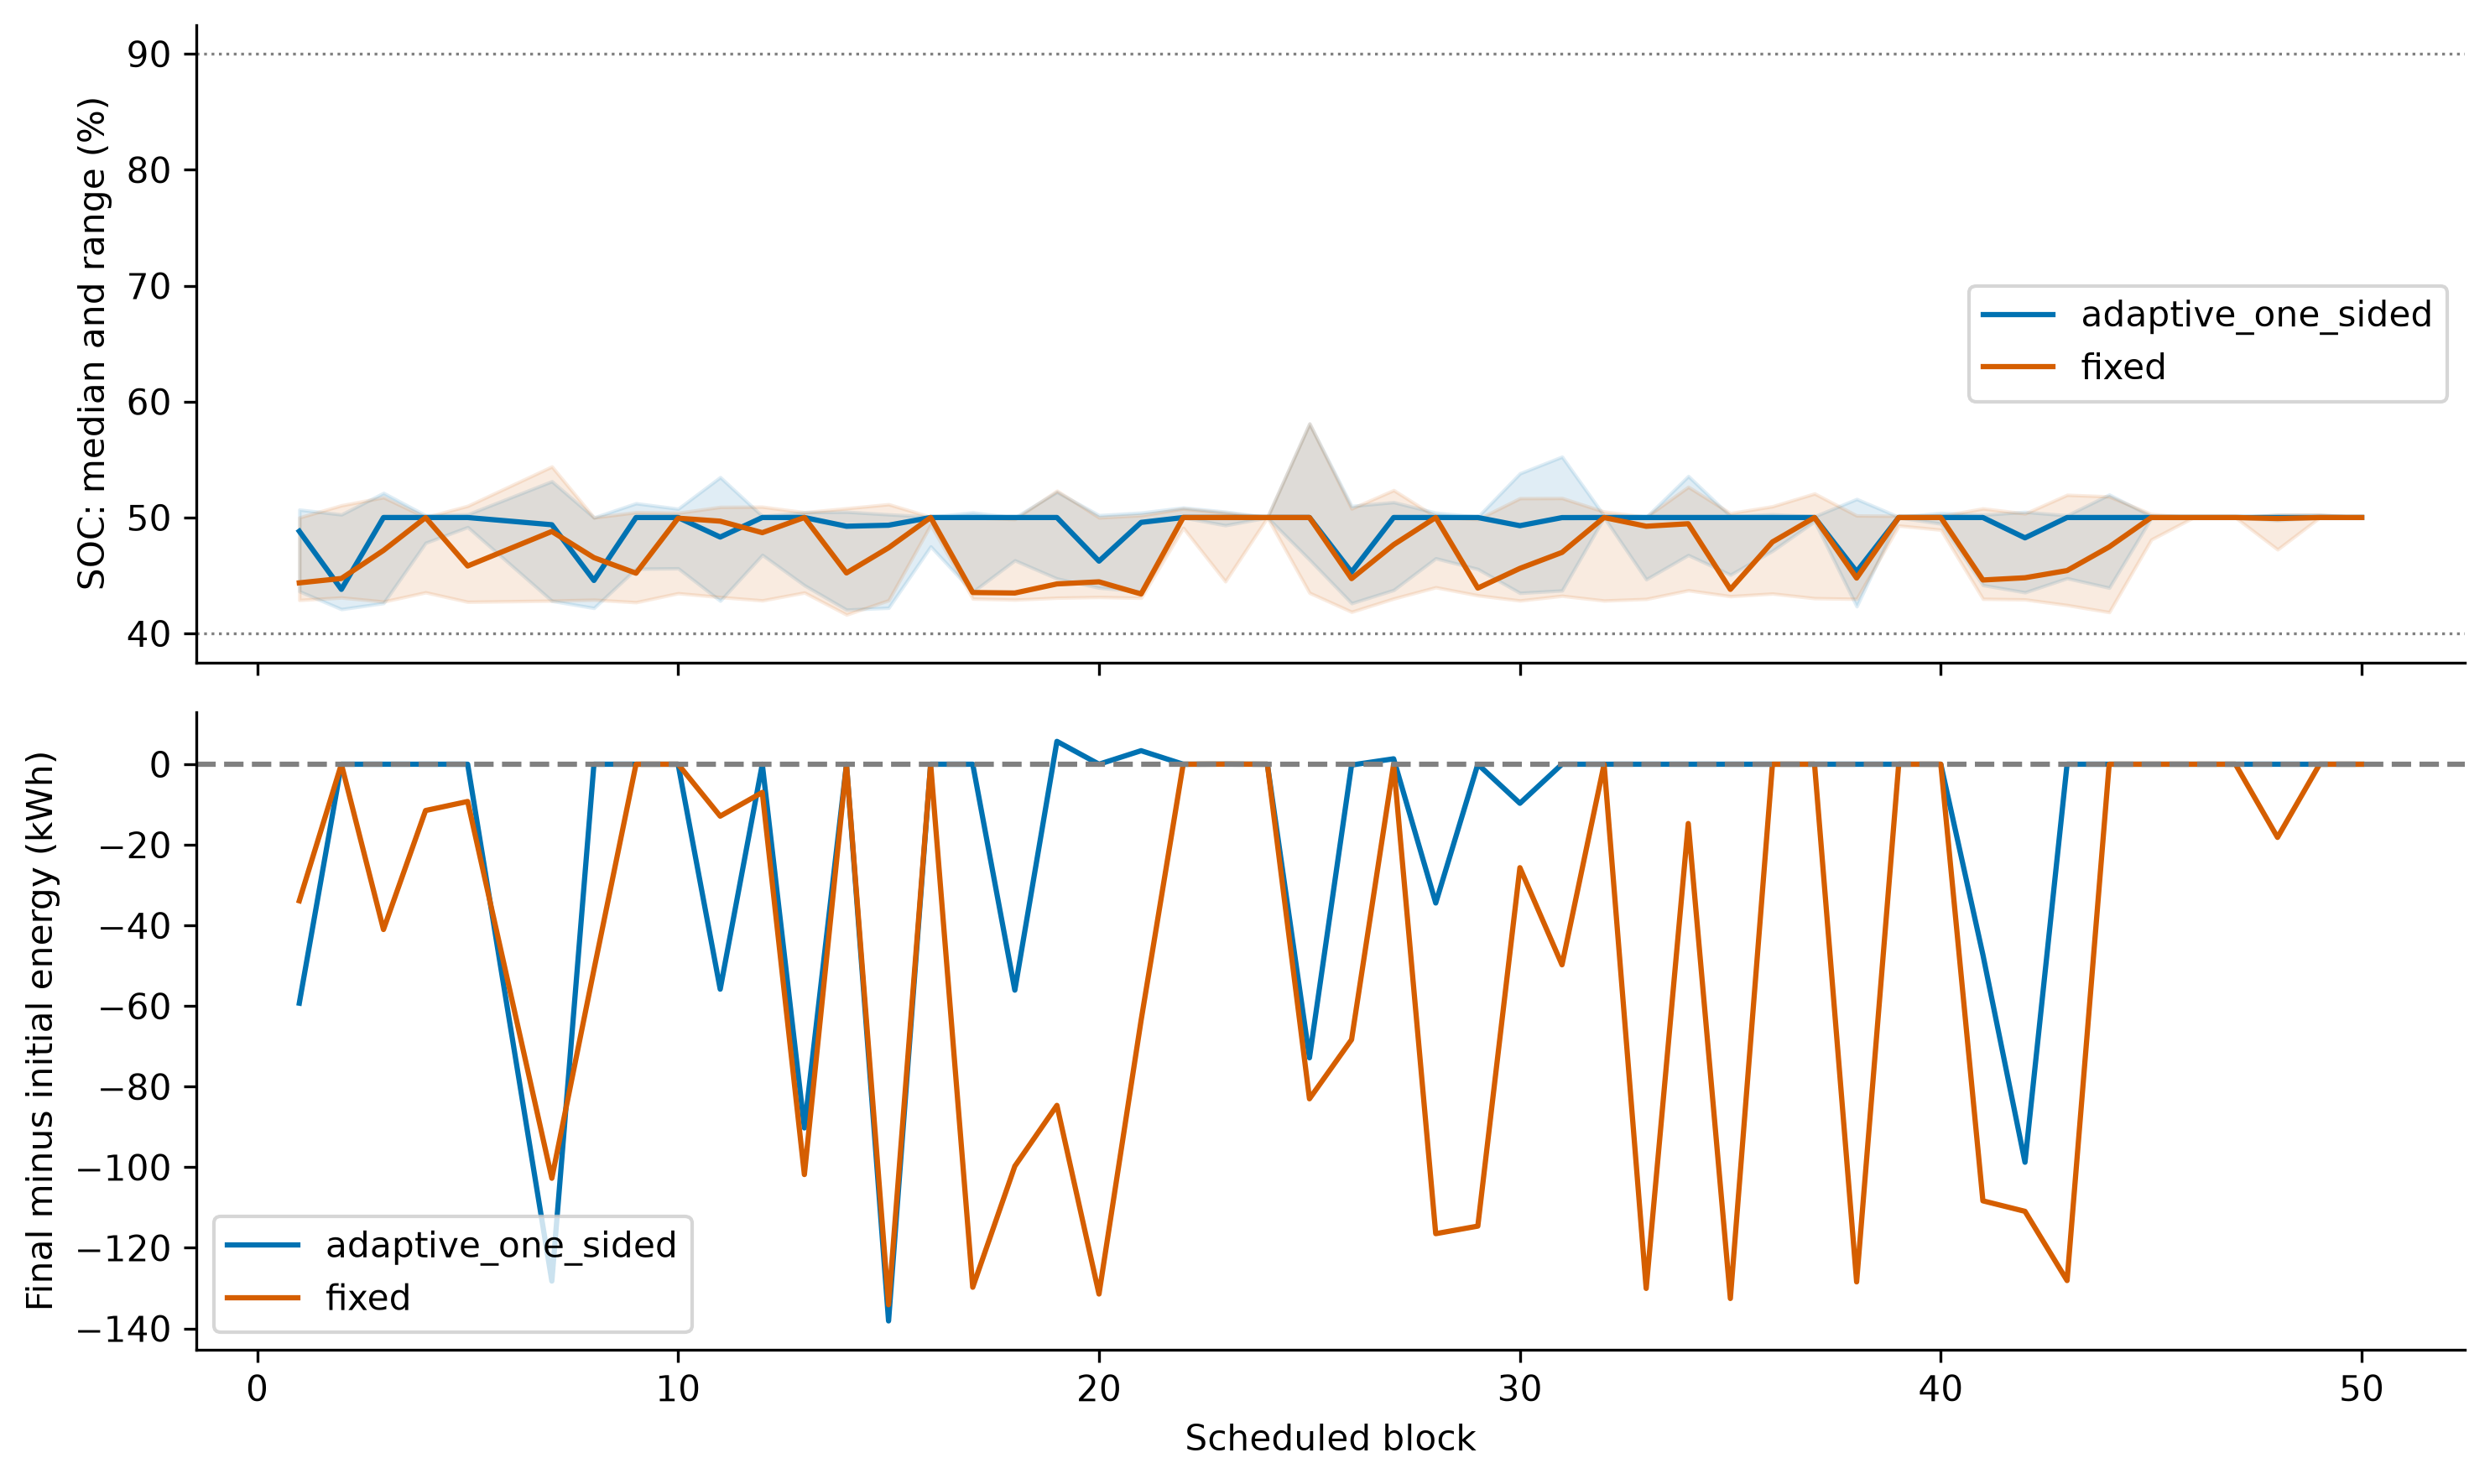 SOC: median and range (%)
90
80
70
60
50
40
adaptive_one_sided
fixed
Final minus initial energy (kWh)
0
−20
−40
−60
−80
−100
−120
−140
adaptive_one_sided
fixed
0 10 20 30 40 50
Scheduled block